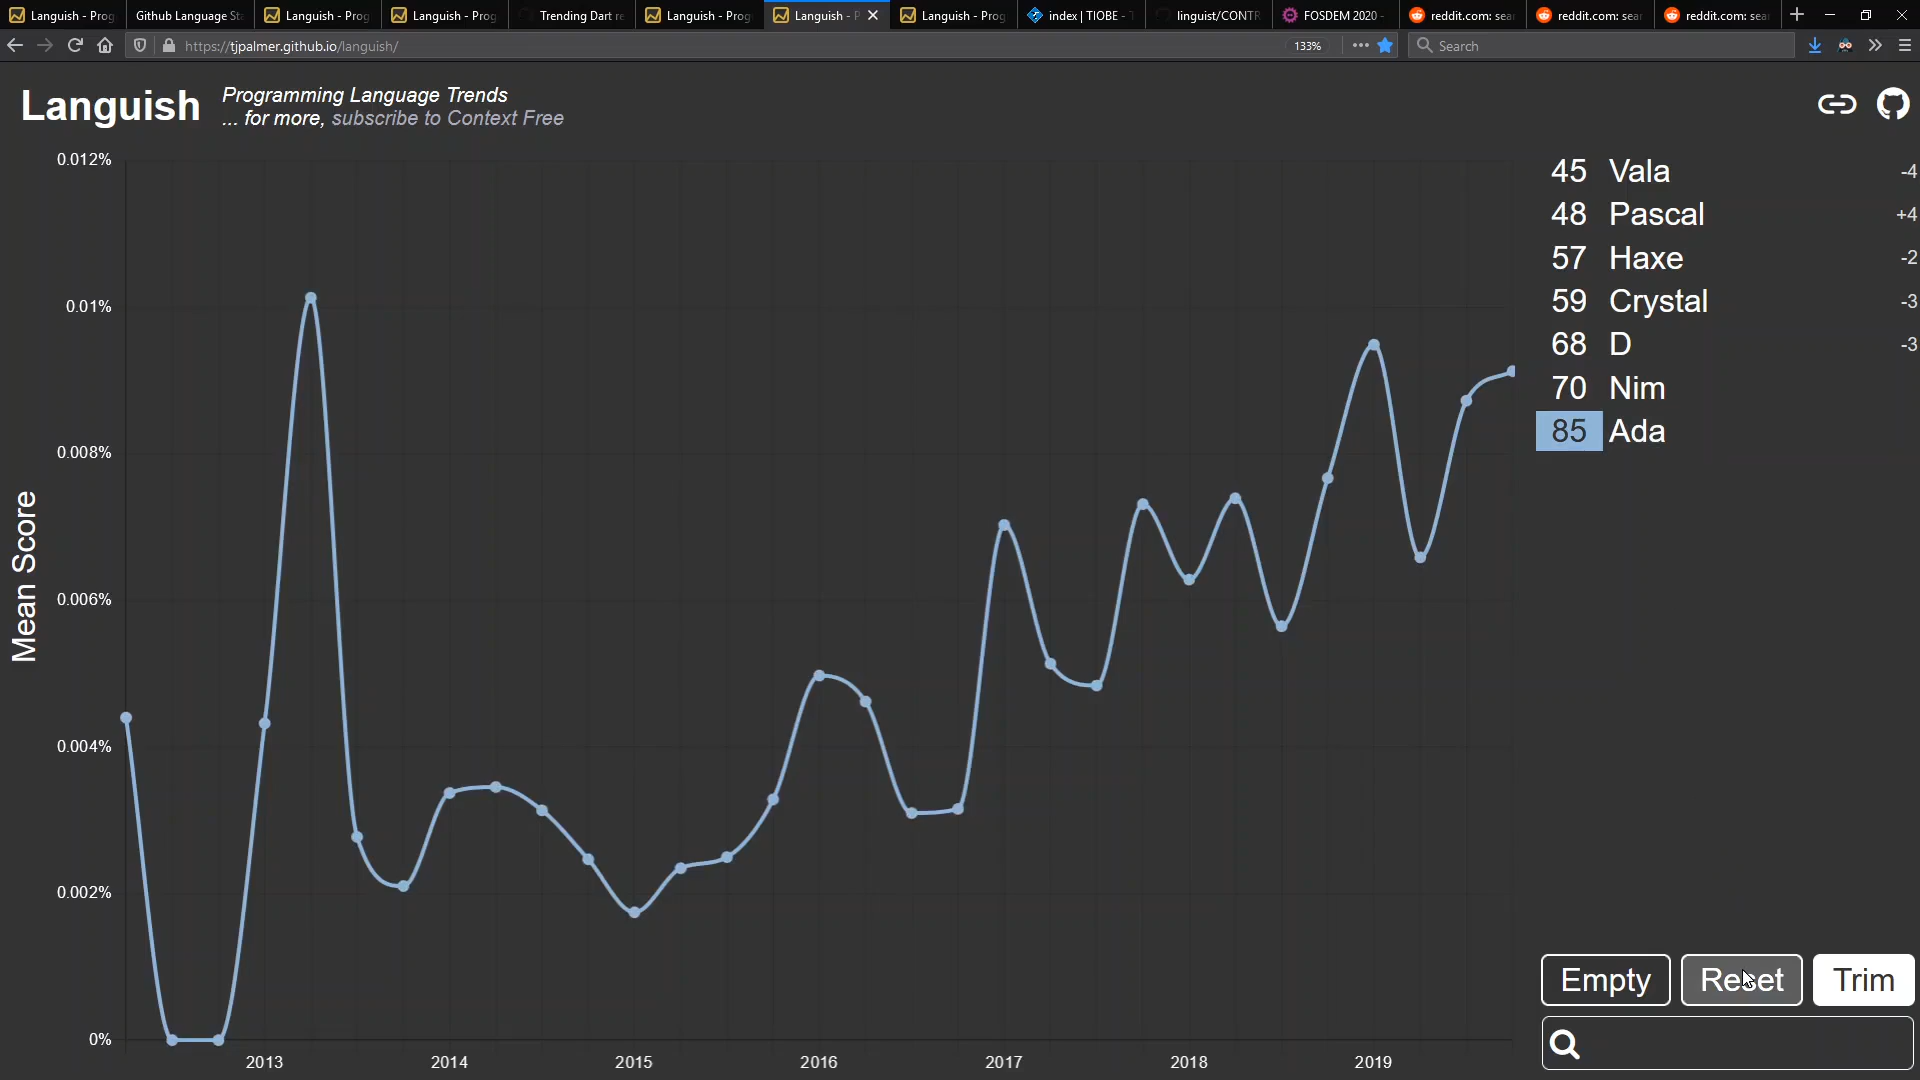 Languish - Prog
Github Language St
Languish - Prog
Languish - Prog
Trending Dart re
Languish - Prog
Languish - P
Languish - Prog
index | TIOBE - T
linguist/CONTR
FOSDEM 2020 -
reddit.com: sear
reddit.com: sear
reddit.com: sear
https://tjpalmer.github.io/languish/
133%
Search
Languish
Programming Language Trends
... for more, subscribe to Context Free
0.012%
0.01%
0.008%
0.006%
0.004%
0.002%
0%
Mean Score
2013
2014
2015
2016
2017
2018
2019
45 Vala -4
48 Pascal +4
57 Haxe -2
59 Crystal -3
68 D -3
70 Nim
85 Ada
Empty
Reset
Trim